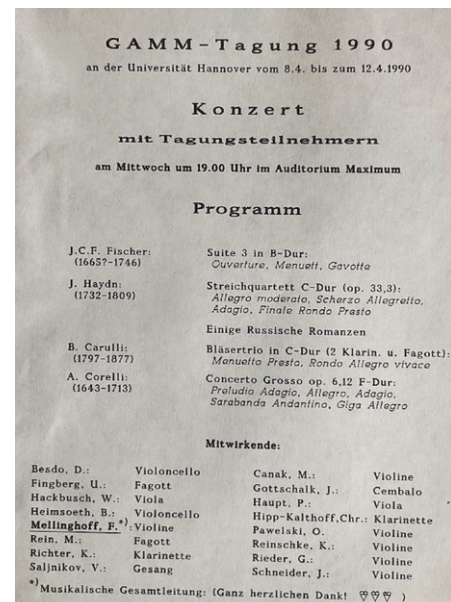 GAMM-Tagung 1990
an der Universität Hannover vom 8.4. bis zum 12.4.1990
Konzert
mit Tagungsteilnehmern
am Mittwoch um 19.00 Uhr im Auditorium Maximum
Programm
J.C.F. Fischer: Suite 3 in B-Dur:
(1665?-1746) Ouverture, Menuett, Gavotte
J. Haydn: Streichquartett C-Dur (op. 33,3):
(1732-1809) Allegro moderato, Scherzo Allegretto,
Adagio, Finale Rondo Presto
Einige Russische Romanzen
B. Carulli: Bläsertrio in C-Dur (2 Klarin. u. Fagott):
(1797-1877) Menuetto Presto, Rondo Allegro vivace
A. Corelli: Concerto Grosso op. 6,12 F-Dur:
(1643-1713) Preludio Adagio, Allegro, Adagio,
Sarabanda Andantino, Giga Allegro
Mitwirkende:
Besdo, D.: Violoncello Canak, M.: Violine
Fingberg, U.: Fagott Gottschalk, J.: Cembalo
Hackbusch, W.: Viola Haupt, P.: Viola
Heimsoeth, B.: Violoncello Hipp-Kalthoff,Chr.: Klarinette
Mellinghoff, F.*): Violine Pawelski, O. Violine
Rein, M.: Fagott Reinschke, K.: Violine
Richter, K.: Klarinette Rieder, G.: Violine
Saljnikov, V.: Gesang Schneider, J.: Violine
*) Musikalische Gesamtleitung: (Ganz herzlichen Dank! )